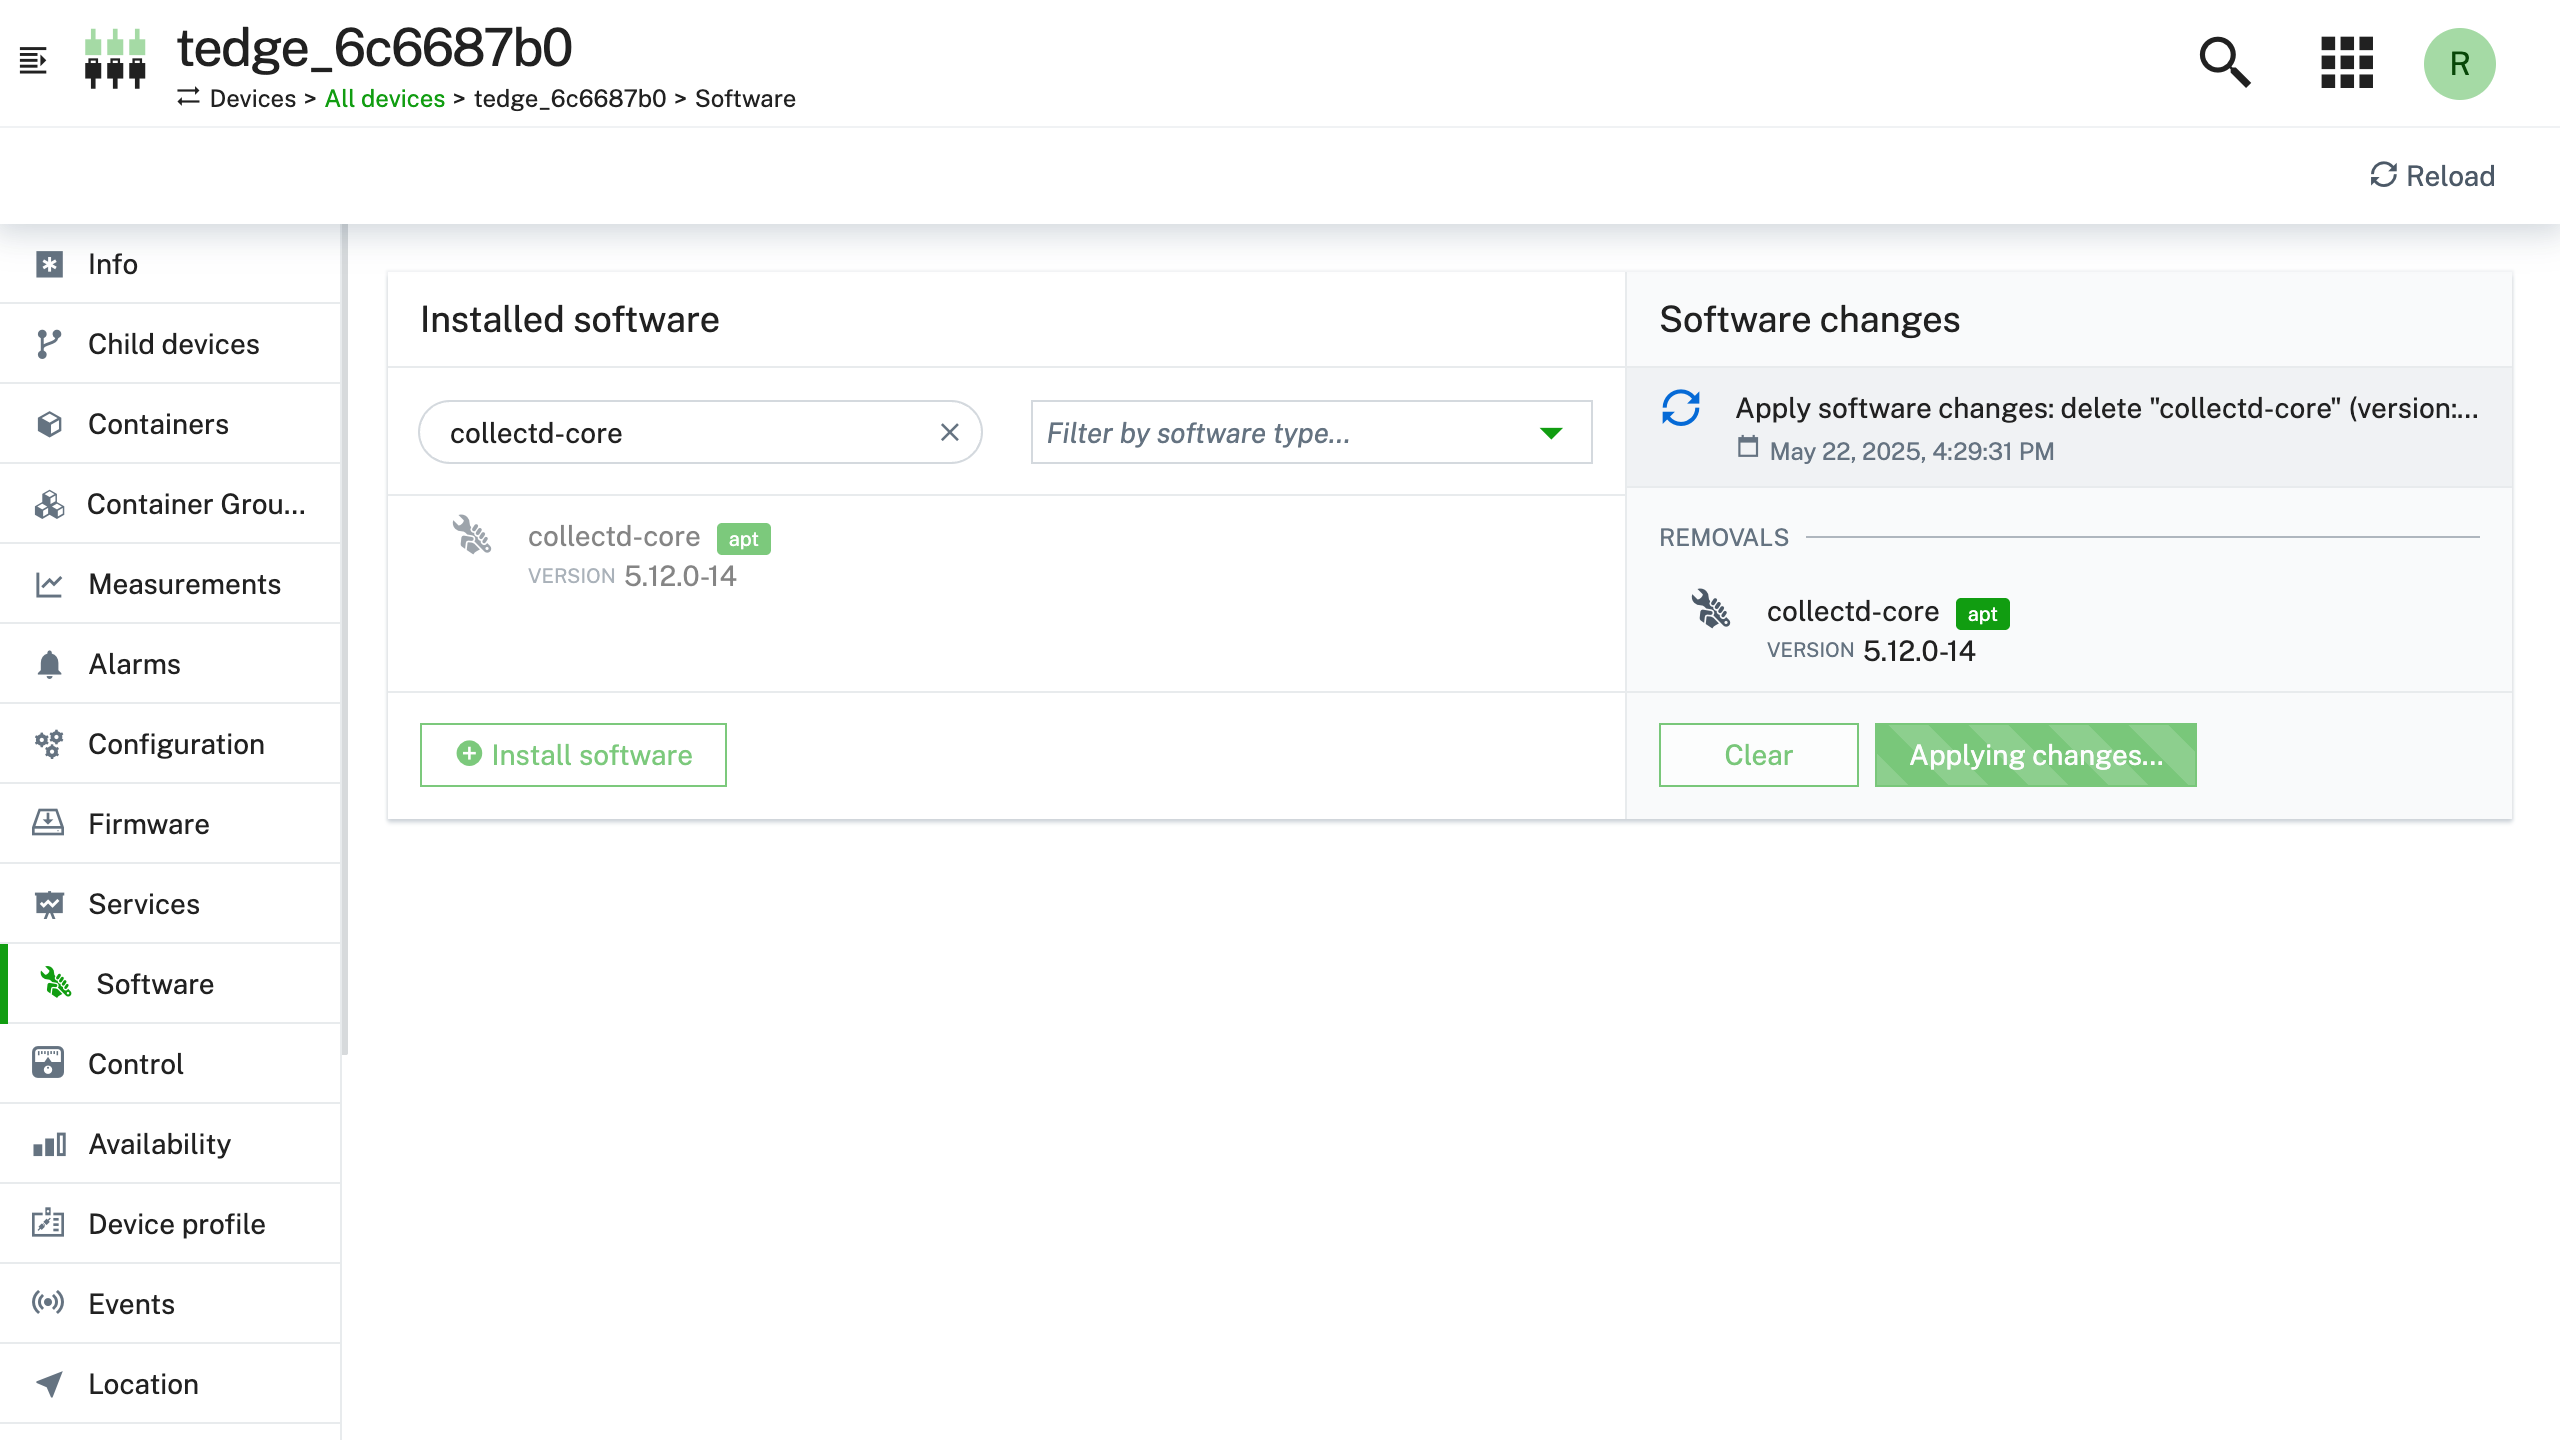 tedge_6c6687b0
Devices > All devices > tedge_6c6687b0 > Software
R
Reload
Info
Child devices
Containers
Container Grou...
Measurements
Alarms
Configuration
Firmware
Services
Software
Control
Availability
Device profile
Events
Location
Installed software
collectd-core
Filter by software type...
collectd-core apt
VERSION 5.12.0-14
Install software
Software changes
Apply software changes: delete "collectd-core" (version:...
May 22, 2025, 4:29:31 PM
REMOVALS
collectd-core apt
VERSION 5.12.0-14
Clear
Applying changes...